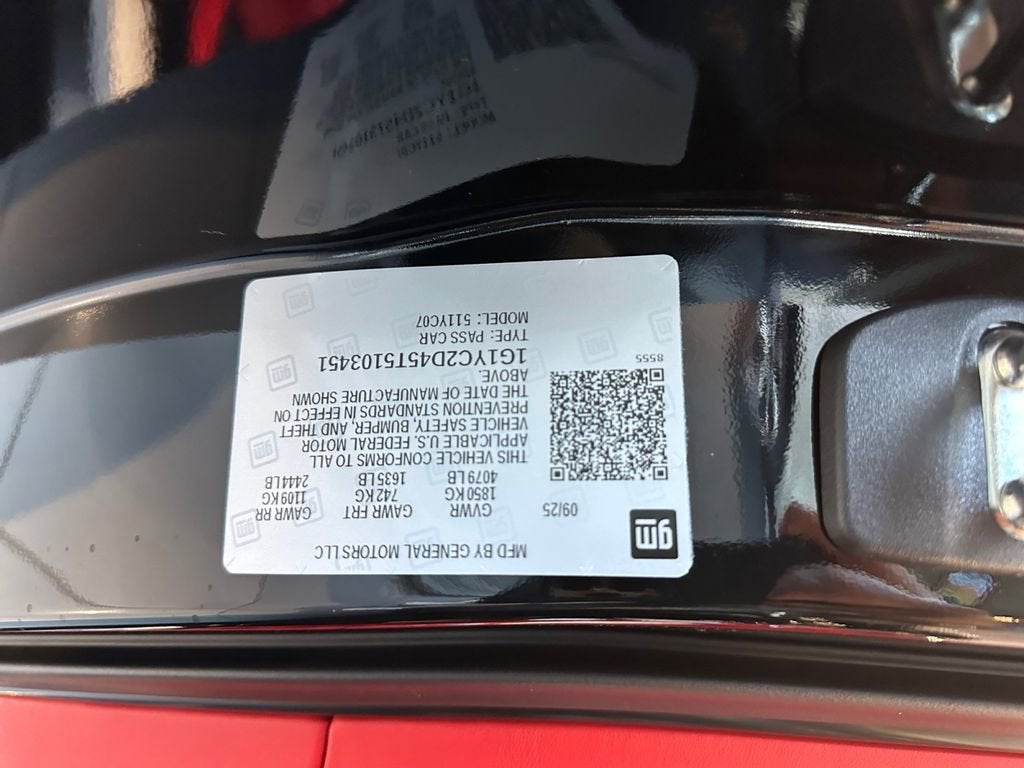 gm
MFD BY GENERAL MOTORS LLC
09/25
GVWR GAWR FRT GAWR RR
1850 KG 742 KG 1109 KG
4079 LB 1635 LB 2444 LB
THIS VEHICLE CONFORMS TO ALL
APPLICABLE U.S. FEDERAL MOTOR
VEHICLE SAFETY, BUMPER, AND THEFT
PREVENTION STANDARDS IN EFFECT ON
THE DATE OF MANUFACTURE SHOWN
ABOVE.
8555
1G1YC2D45T5103451
TYPE: PASS CAR
MODEL: 511YC07